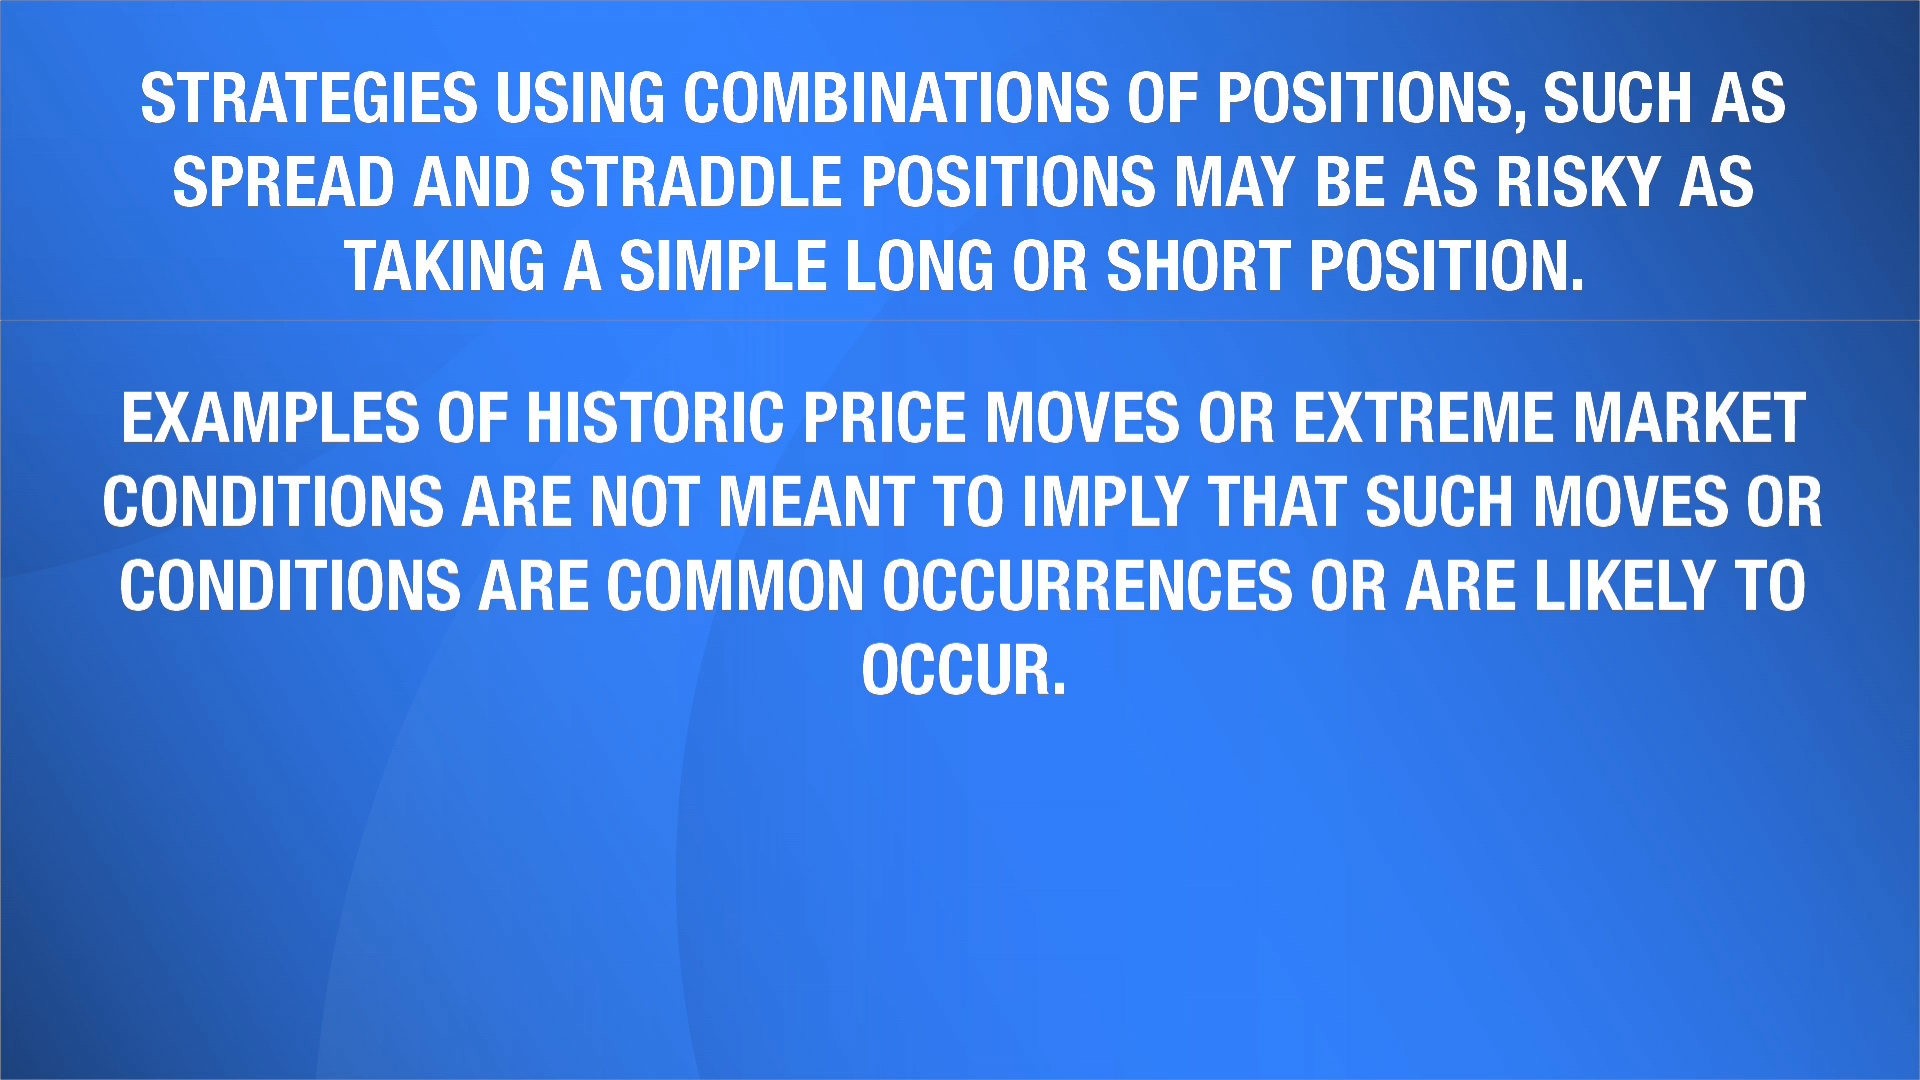 STRATEGIES USING COMBINATIONS OF POSITIONS, SUCH AS
SPREAD AND STRADDLE POSITIONS MAY BE AS RISKY AS
TAKING A SIMPLE LONG OR SHORT POSITION.
EXAMPLES OF HISTORIC PRICE MOVES OR EXTREME MARKET
CONDITIONS ARE NOT MEANT TO IMPLY THAT SUCH MOVES OR
CONDITIONS ARE COMMON OCCURRENCES OR ARE LIKELY TO
OCCUR.